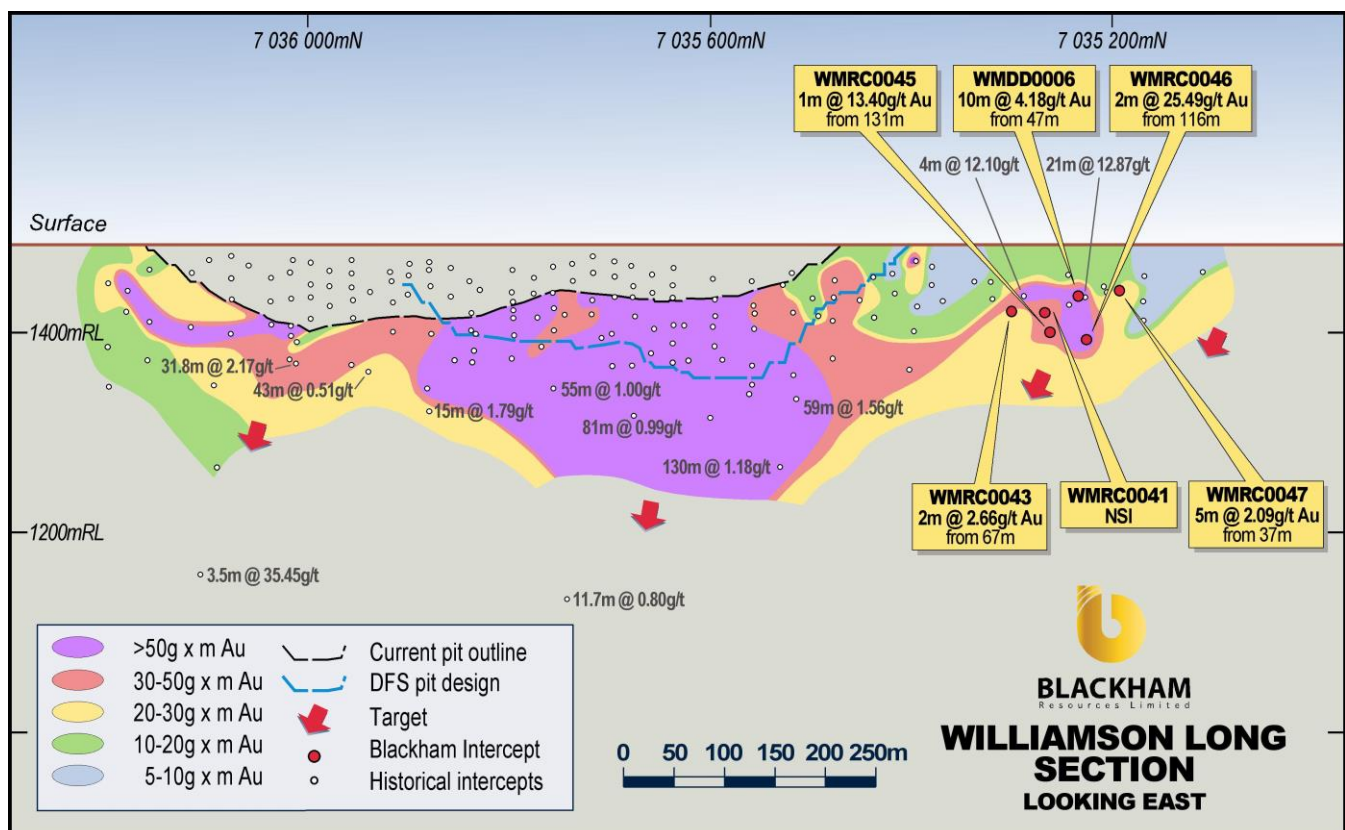 7 036 000mN
7 035 600mN
7 035 200mN
WMRC0045
1m @ 13.40g/t Au
from 131m
WMDD0006
10m @ 4.18g/t Au
from 47m
WMRC0046
2m @ 25.49g/t Au
from 116m
4m @ 12.10g/t
21m @ 12.87g/t
Surface
1400mRL
31.8m @ 2.17g/t
43m @ 0.51g/t
15m @ 1.79g/t
55m @ 1.00g/t
81m @ 0.99g/t
59m @ 1.56g/t
130m @ 1.18g/t
WMRC0043
2m @ 2.66g/t Au
from 67m
WMRC0041
NSI
WMRC0047
5m @ 2.09g/t Au
from 37m
1200mRL
3.5m @ 35.45g/t
11.7m @ 0.80g/t
>50g x m Au
30-50g x m Au
20-30g x m Au
10-20g x m Au
5-10g x m Au
Current pit outline
DFS pit design
Target
Blackham Intercept
Historical intercepts
0 50 100 150 200 250m
BLACKHAM
Resources Limited
WILLIAMSON LONG
SECTION
LOOKING EAST